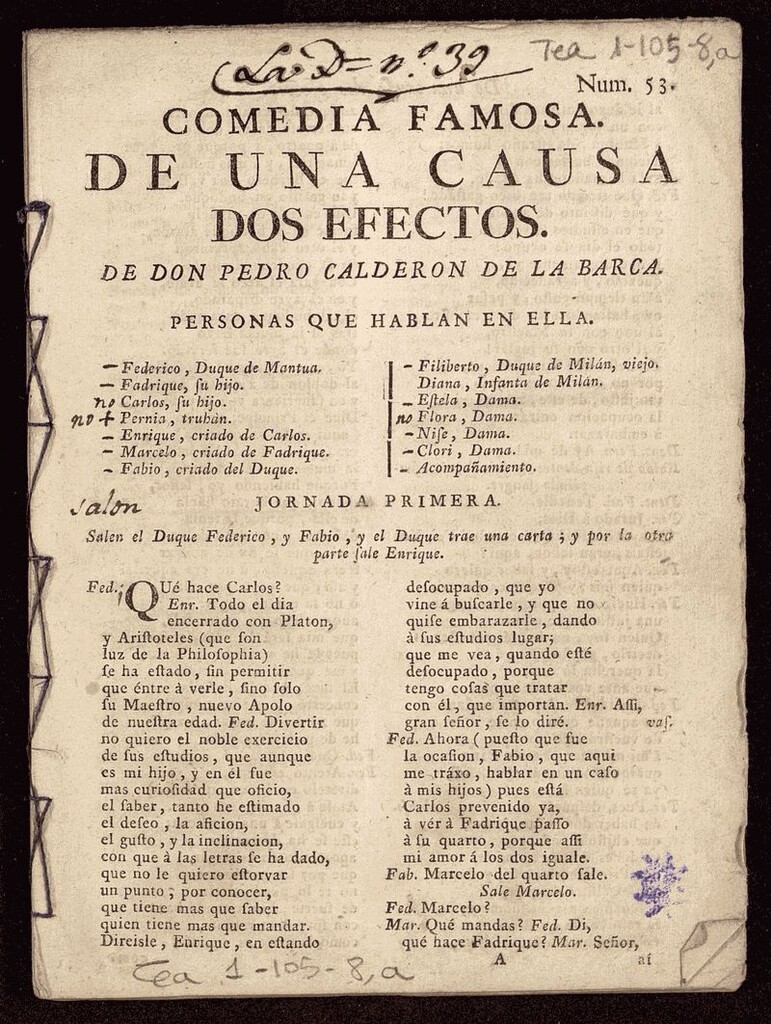 La D= nº. 39
Tea 1-105-8,a
Num. 53.
COMEDIA FAMOSA.
DE UNA CAUSA
DOS EFECTOS.
DE DON PEDRO CALDERON DE LA BARCA.
PERSONAS QUE HABLAN EN ELLA.
— Federico, Duque de Mantua.
— Fadrique, ſu hijo.
no Carlos, ſu hijo.
no + Pernia, truhán.
— Enrique, criado de Carlos.
— Marcelo, criado de Fadrique.
— Fabio, criado del Duque.
— Filiberto, Duque de Milán, viejo.
Diana, Infanta de Milán.
— Eſtela, Dama.
no Flora, Dama.
— Niſe, Dama.
— Clori, Dama.
— Acompañamiento.
salon
JORNADA PRIMERA.
Salen el Duque Federico, y Fabio, y el Duque trae una carta; y por la otra
parte ſale Enrique.
Fed. QUé hace Carlos?
Enr. Todo el dia
encerrado con Platon,
y Ariſtoteles (que ſon
luz de la Philoſophia)
ſe ha eſtado, ſin permitir
que éntre à verle, ſino ſolo
ſu Maeſtro, nuevo Apolo
de nueſtra edad. Fed. Divertir
no quiero el noble exercicio
de ſus eſtudios, que aunque
es mi hijo, y en él fue
mas curioſidad que oficio,
el ſaber, tanto he eſtimado
el deſeo, la aficion,
el guſto, y la inclinacion,
con que à las letras ſe ha dado,
que no le quiero eſtorvar
un punto; por conocer,
que tiene mas que ſaber
quien tiene mas que mandar.
Direisle, Enrique, en eſtando
deſocupado, que yo
vine á buſcarle, y que no
quiſe embarazarle, dando
à ſus eſtudios lugar;
que me vea, quando eſté
deſocupado, porque
tengo coſas que tratar
con él, que importan. Enr. Aſſi,
gran ſeñor, ſe lo diré. vaſ.
Fed. Ahora (pueſto que fue
la ocaſion, Fabio, que aqui
me tráxo, hablar en un caſo
à mis hijos) pues eſtá
Carlos prevenido ya,
à vér à Fadrique paſſo
à ſu quarto, porque aſſi
mi amor á los dos iguale.
Fab. Marcelo del quarto ſale.
Sale Marcelo.
Fed. Marcelo?
Mar. Qué mandas? Fed. Di,
qué hace Fadrique? Mar. Señor,
A
aſ
Tea 1-105-8,a